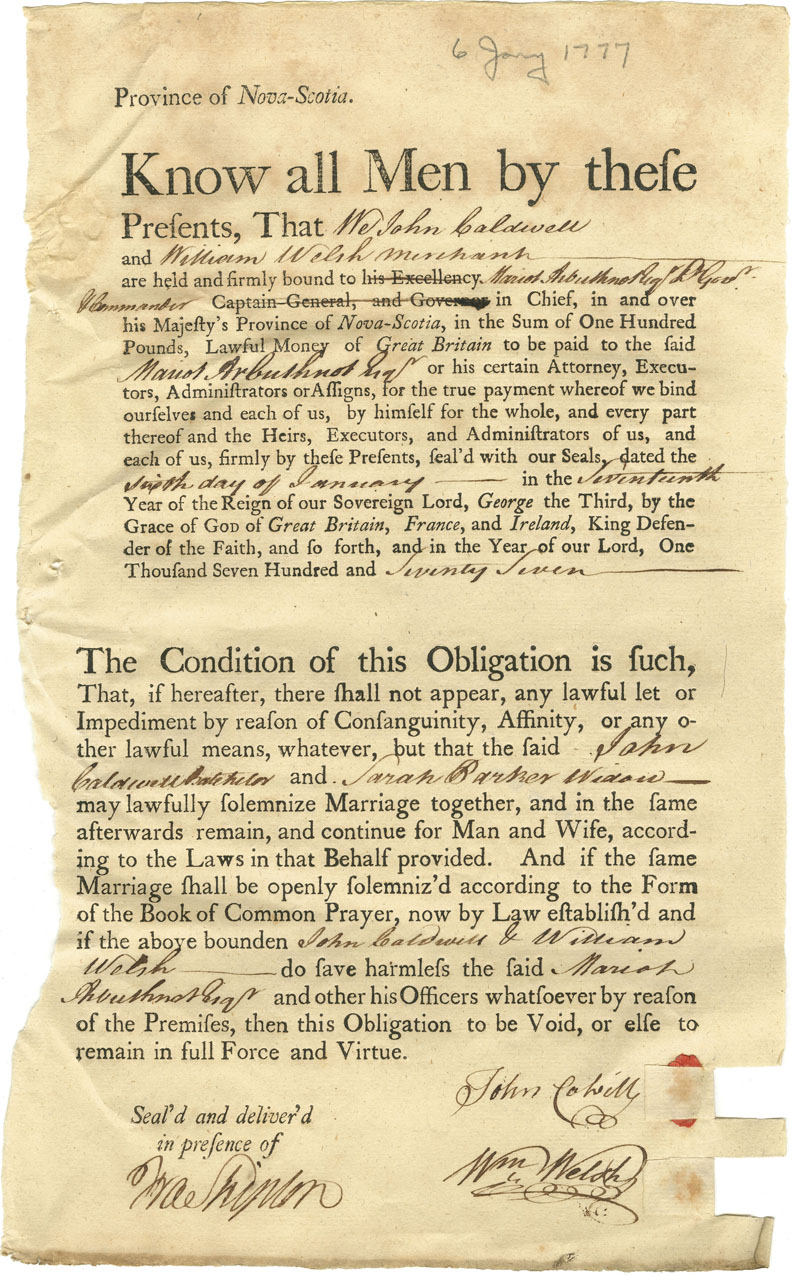 6 Jany 1777
Province of Nova-Scotia.
Know all Men by theſe
Preſents, That We John Caldwell
and William Welsh Merchant
are held and firmly bound to his Excellency Mariot Arbuthnot Esqr. Lt. Govr.
& Commander Captain-General, and Governor in Chief, in and over
his Majeſty's Province of Nova-Scotia, in the Sum of One Hundred
Pounds, Lawful Money of Great Britain to be paid to the ſaid
Mariot Arbuthnot Esqr or his certain Attorney, Execu-
tors, Adminiſtrators or Aſſigns, for the true payment whereof we bind
ourſelves and each of us, by himſelf for the whole, and every part
thereof and the Heirs, Executors, and Adminiſtrators of us, and
each of us, firmly by theſe Preſents, ſeal'd with our Seals, dated the
Sixth day of January in the Seventeenth
Year of the Reign of our Sovereign Lord, George the Third, by the
Grace of God of Great Britain, France, and Ireland, King Defen-
der of the Faith, and ſo forth, and in the Year of our Lord, One
Thouſand Seven Hundred and Seventy Seven
The Condition of this Obligation is ſuch,
That, if hereafter, there ſhall not appear, any lawful let or
Impediment by reaſon of Conſanguinity, Affinity, or any o-
ther lawful means, whatever, but that the ſaid John
Caldwell Batchelor and Sarah Barker Widow
may lawfully ſolemnize Marriage together, and in the ſame
afterwards remain, and continue for Man and Wife, accord-
ing to the Laws in that Behalf provided. And if the ſame
Marriage ſhall be openly ſolemniz'd according to the Form
of the Book of Common Prayer, now by Law eſtabliſh'd and
if the above bounden John Caldwell & William
Welsh do ſave harmleſs the ſaid Mariot
Arbuthnot Esqr and other his Officers whatſoever by reaſon
of the Premiſes, then this Obligation to be Void, or elſe to
remain in full Force and Virtue.
John Colvill
Seal'd and deliver'd
in preſence of
Wm Welsh